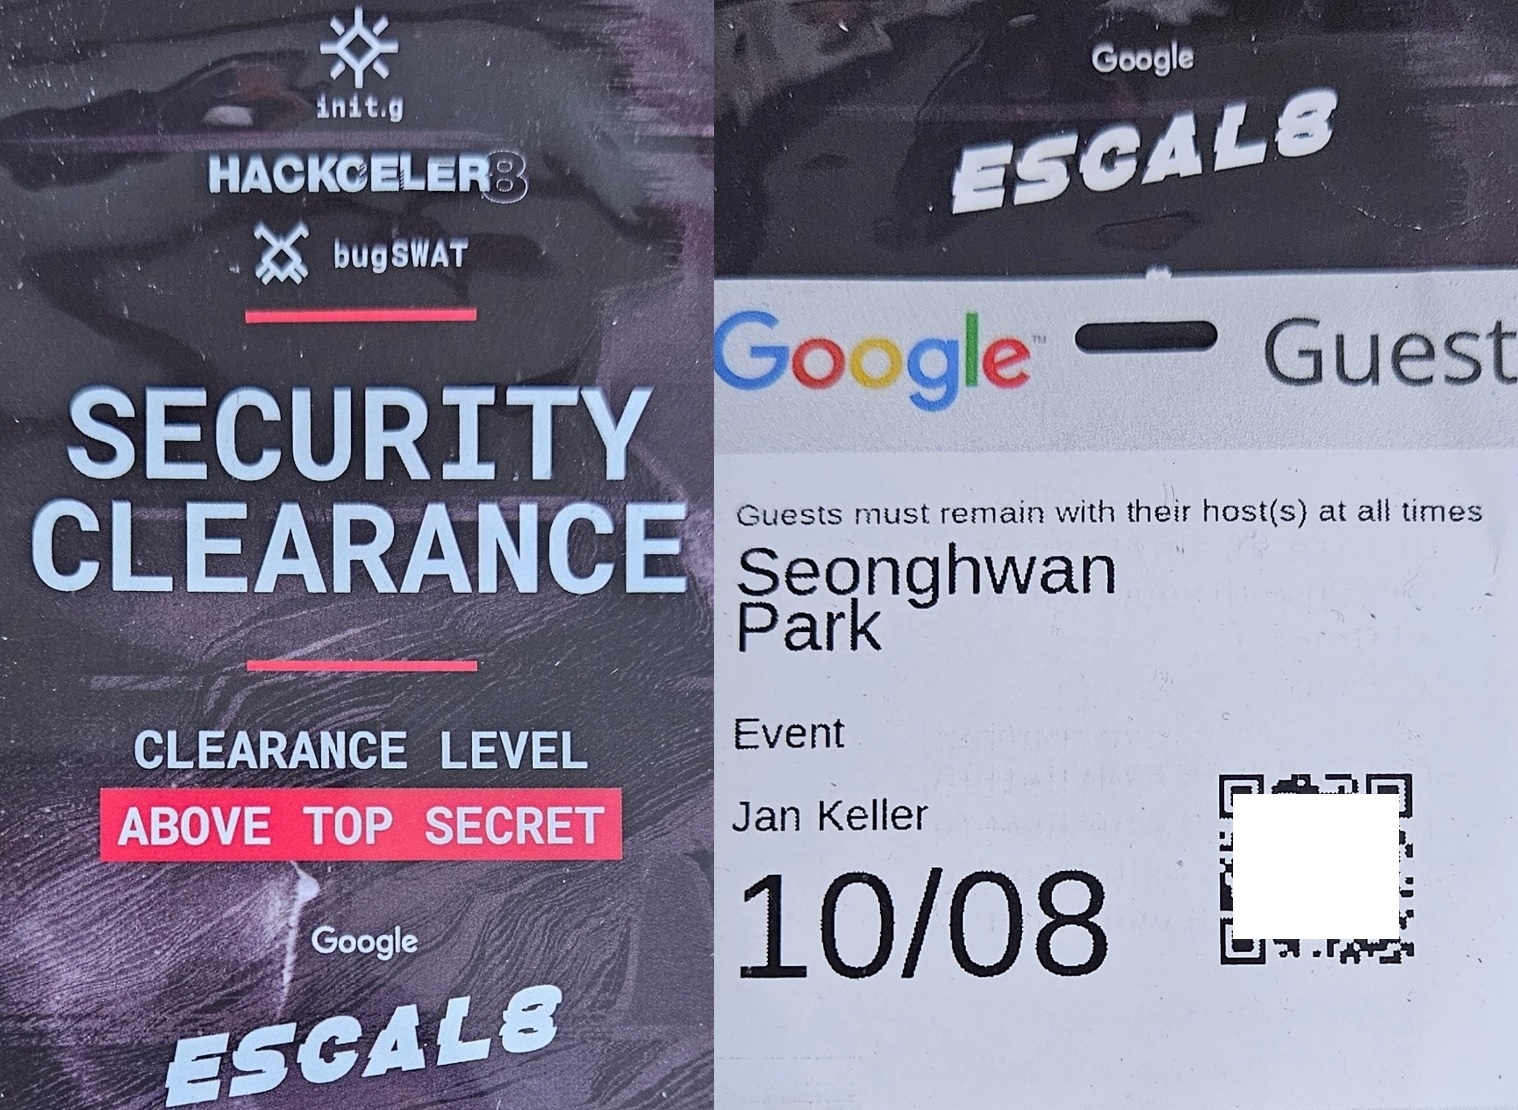 init.g
HACKCELER8
bugSWAT
SECURITY
CLEARANCE
CLEARANCE LEVEL
ABOVE TOP SECRET
Google
ESCAL8
Google
ESCAL8
Google™ Guest
Guests must remain with their host(s) at all times
Seonghwan
Park
Event
Jan Keller
10/08